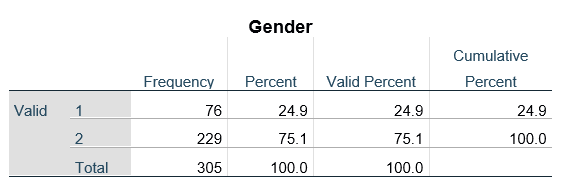 Gender
Frequency Percent Valid Percent Cumulative Percent
Valid 1 76 24.9 24.9 24.9
2 229 75.1 75.1 100.0
Total 305 100.0 100.0